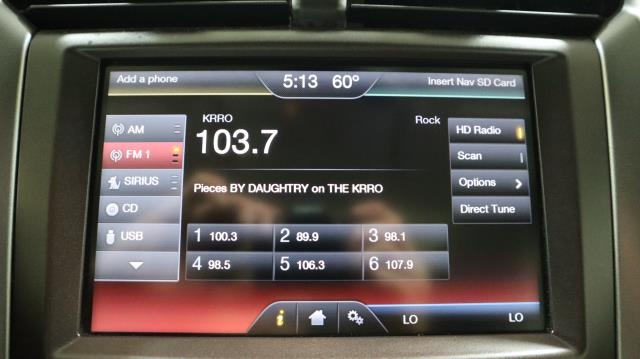 Add a phone
5:13 60°
Insert Nav SD Card
AM
FM 1
SIRIUS
CD
USB
KRRO
Rock
103.7
Pieces BY DAUGHTRY on THE KRRO
HD Radio
Scan
Options
Direct Tune
1 100.3 2 89.9 3 98.1
4 98.5 5 106.3 6 107.9
i
LO LO